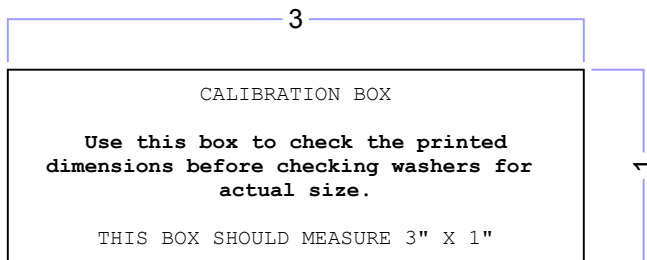 3
CALIBRATION BOX
Use this box to check the printed
dimensions before checking washers for
actual size.
1
THIS BOX SHOULD MEASURE 3" X 1"